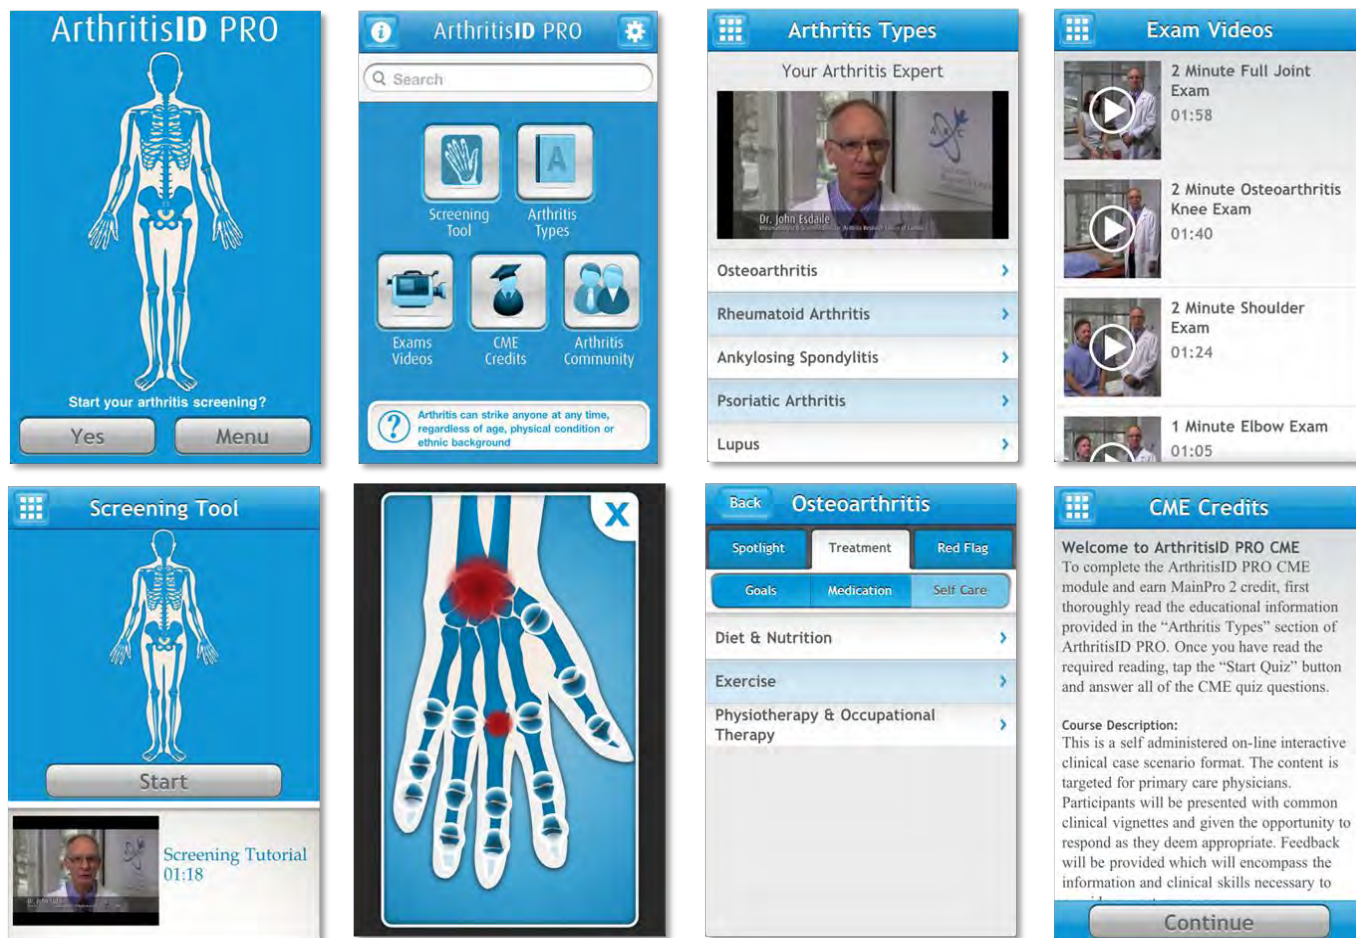 ArthritisID PRO
Start your arthritis screening?
Yes
Menu
ArthritisID PRO
Search
Screening
Tool
Arthritis
Types
Exams
Videos
CME
Credits
Arthritis
Community
Arthritis can strike anyone at any time,
regardless of age, physical condition or
ethnic background
Arthritis Types
Your Arthritis Expert
Dr. John Esdaile
Osteoarthritis
Rheumatoid Arthritis
Ankylosing Spondylitis
Psoriatic Arthritis
Lupus
Exam Videos
2 Minute Full Joint
Exam
01:58
2 Minute Osteoarthritis
Knee Exam
01:40
2 Minute Shoulder
Exam
01:24
1 Minute Elbow Exam
01:05
Screening Tool
Start
Screening Tutorial
01:18
X
Back
Osteoarthritis
Spotlight
Treatment
Red Flag
Goals
Medication
Self Care
Diet & Nutrition
Exercise
Physiotherapy & Occupational
Therapy
CME Credits
Welcome to ArthritisID PRO CME
To complete the ArthritisID PRO CME
module and earn MainPro 2 credit, first
thoroughly read the educational information
provided in the “Arthritis Types” section of
ArthritisID PRO. Once you have read the
required reading, tap the “Start Quiz” button
and answer all of the CME quiz questions.
Course Description:
This is a self administered on-line interactive
clinical case scenario format. The content is
targeted for primary care physicians.
Participants will be presented with common
clinical vignettes and given the opportunity to
respond as they deem appropriate. Feedback
will be provided which will encompass the
information and clinical skills necessary to
Continue